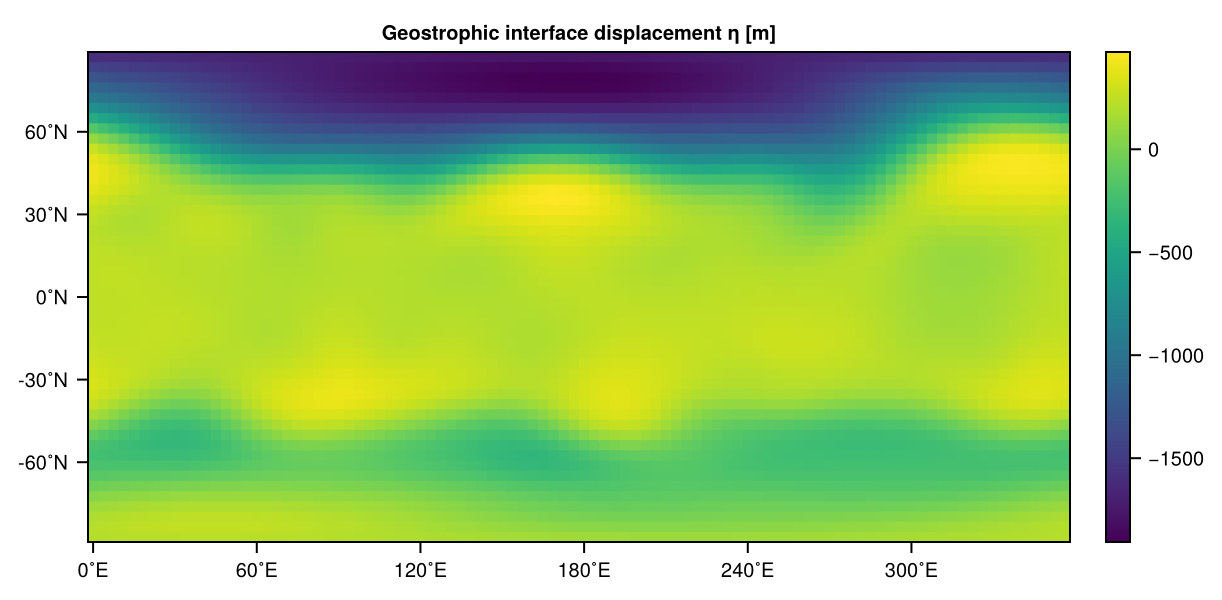 Geostrophic interface displacement η [m]
60˚N
30˚N
0˚N
-30˚N
-60˚N
0˚E
60˚E
120˚E
180˚E
240˚E
300˚E
0
−500
−1000
−1500